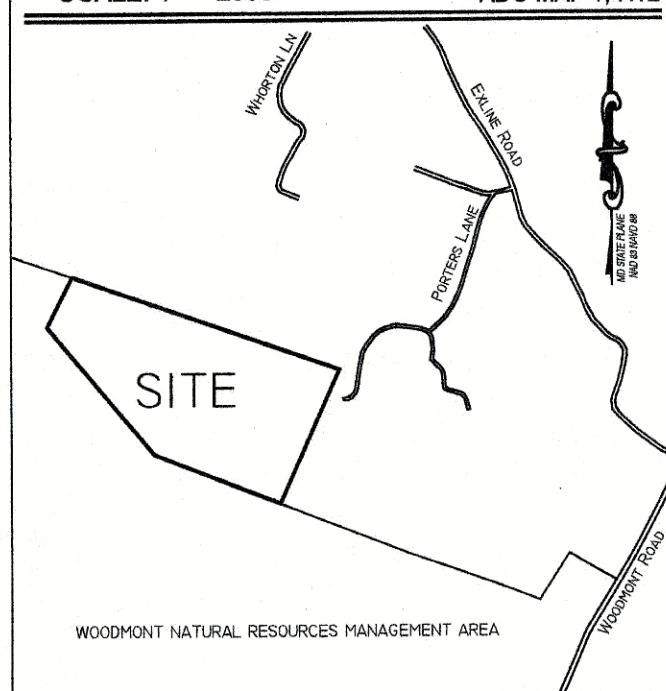 WHORTON LN
EXLINE ROAD
PORTERS LANE
MD STATE PLANE
NAD 83 NAVD 88
SITE
WOODMONT ROAD
WOODMONT NATURAL RESOURCES MANAGEMENT AREA